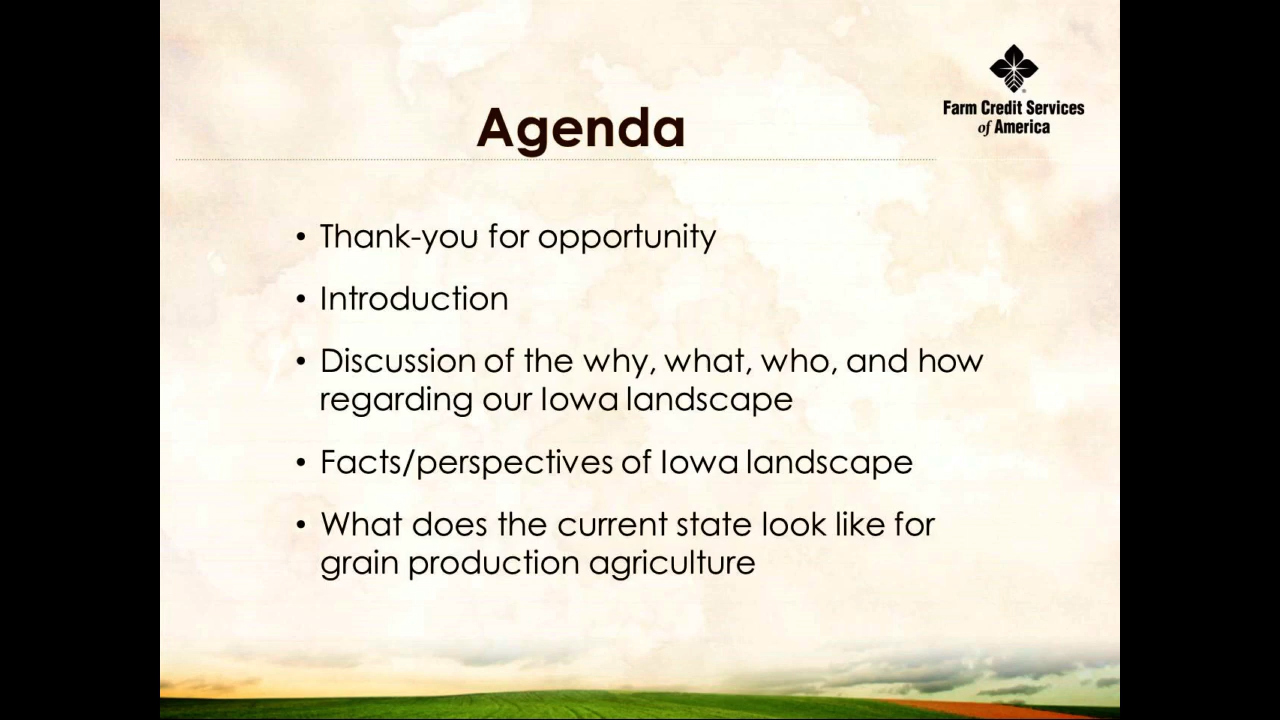 Farm Credit Services
of America
Agenda
• Thank-you for opportunity
• Introduction
• Discussion of the why, what, who, and how
regarding our Iowa landscape
• Facts/perspectives of Iowa landscape
• What does the current state look like for
grain production agriculture